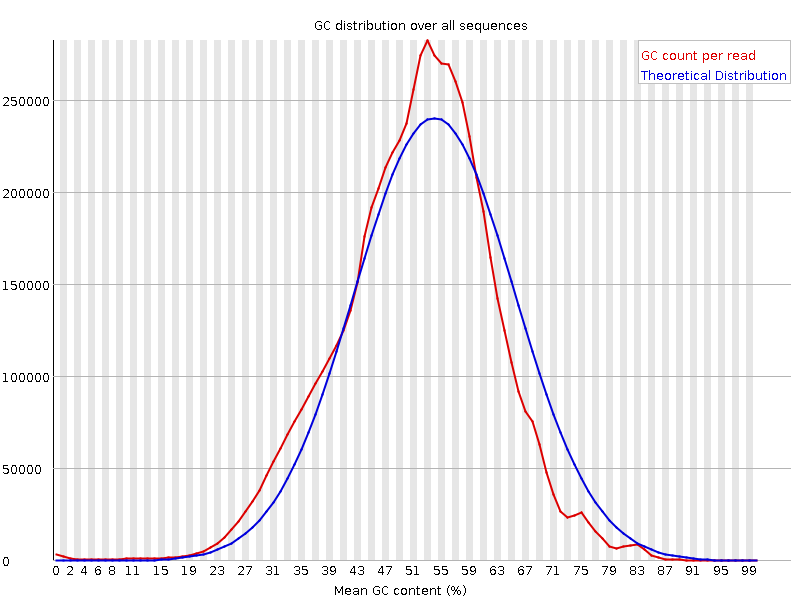 GC distribution over all sequences
GC count per read
Theoretical Distribution
250000
200000
150000
100000
50000
0
0 2 4 6 8 11 15 19 23 27 31 35 39 43 47 51 55 59 63 67 71 75 79 83 87 91 95 99
Mean GC content (%)